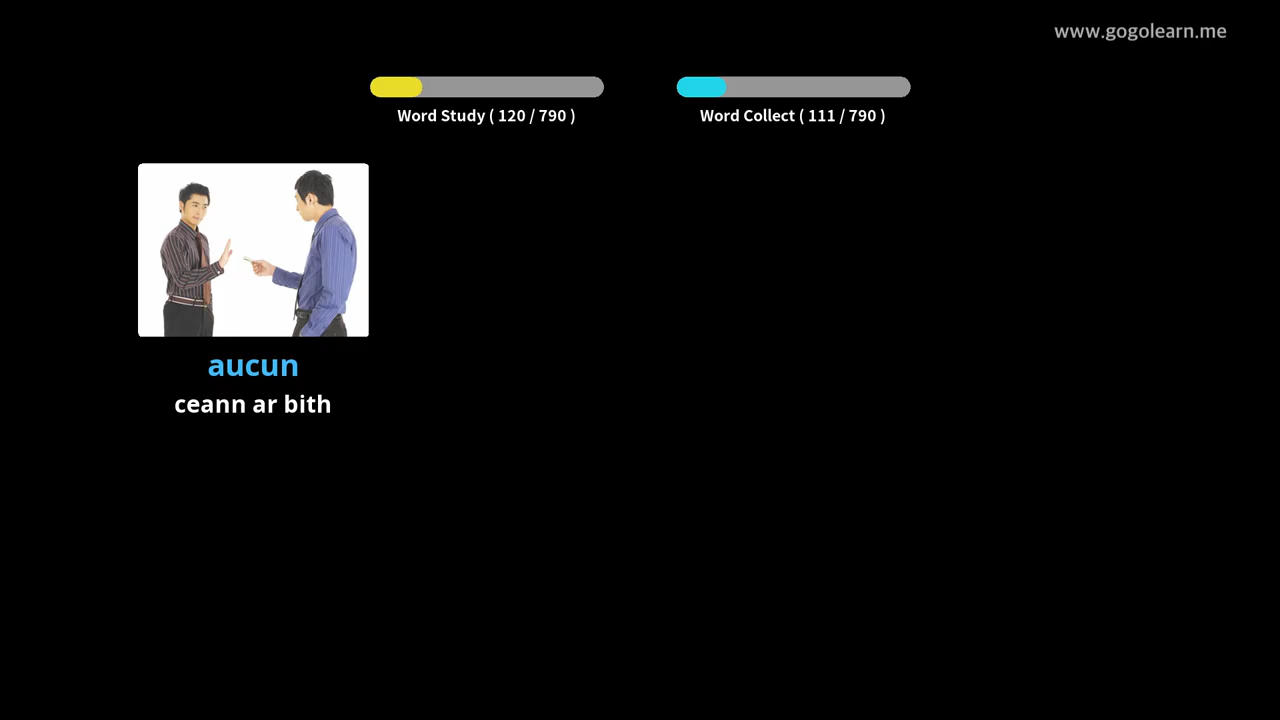 www.gogolearn.me
Word Study ( 120 / 790 )
Word Collect ( 111 / 790 )
aucun
ceann ar bith